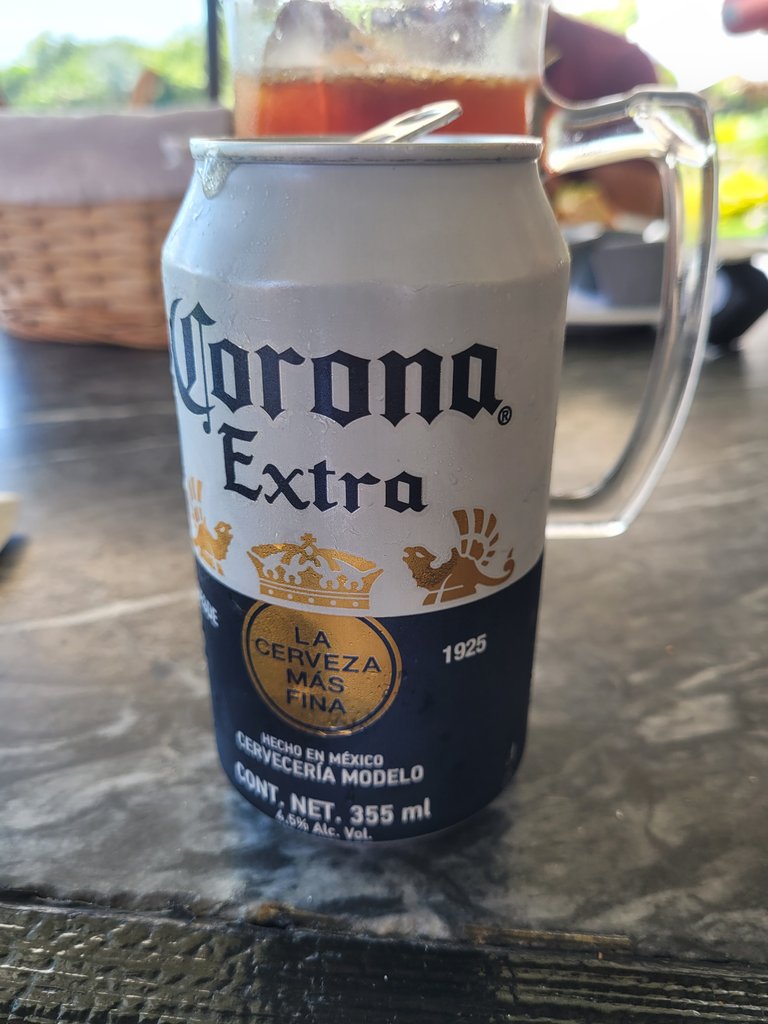 Corona®
Extra
LA
CERVEZA
MÁS
FINA
1925
HECHO EN MÉXICO
CERVECERÍA MODELO
CONT. NET. 355 ml
4.5% Alc. Vol.